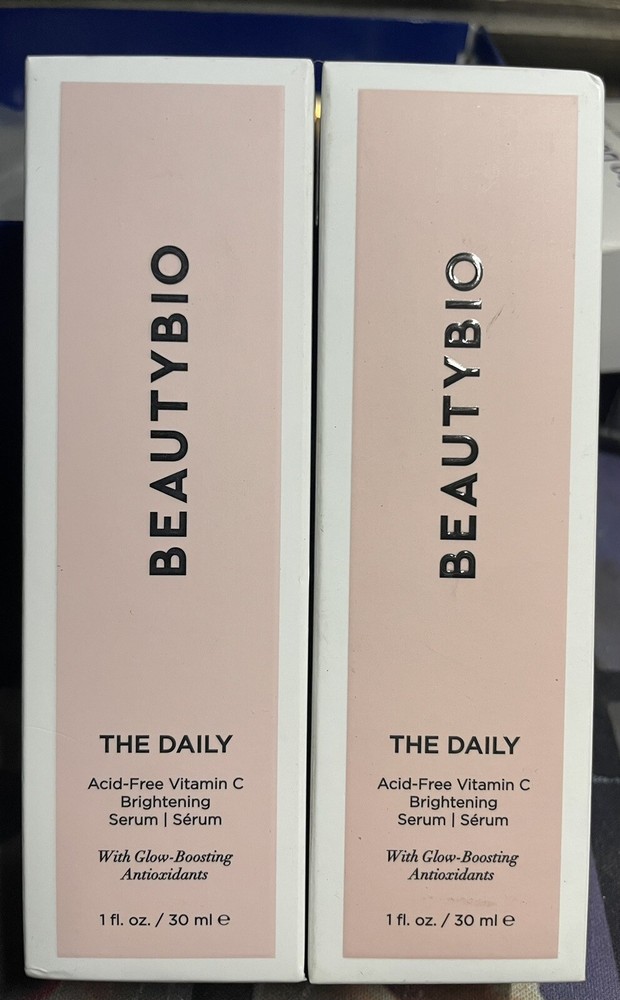 BEAUTYBIO
THE DAILY
Acid-Free Vitamin C
Brightening
Serum | Sérum
With Glow-Boosting
Antioxidants
1 fl. oz. / 30 ml ℮
BEAUTYBIO
THE DAILY
Acid-Free Vitamin C
Brightening
Serum | Sérum
With Glow-Boosting
Antioxidants
1 fl. oz. / 30 ml ℮